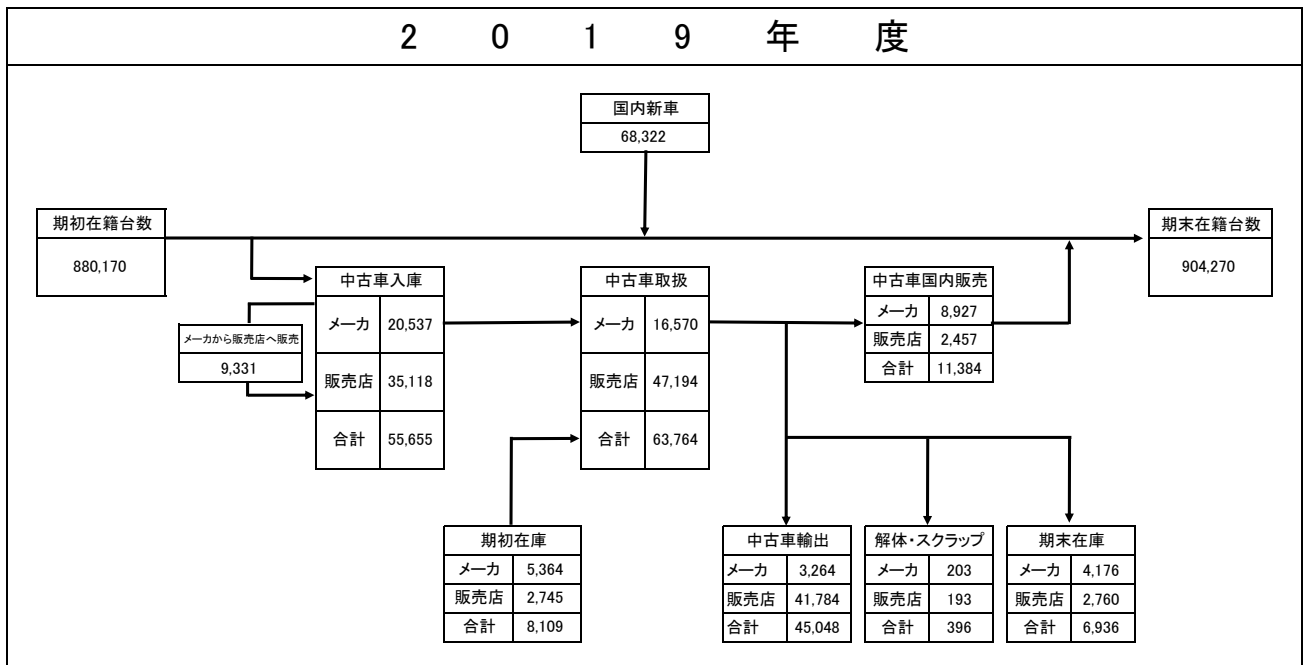 2019年度
国内新車
68,322
期初在籍台数
880,170
期末在籍台数
904,270
中古車入庫
メーカ 20,537
販売店 35,118
合計 55,655
メーカから販売店へ販売
9,331
中古車取扱
メーカ 16,570
販売店 47,194
合計 63,764
中古車国内販売
メーカ 8,927
販売店 2,457
合計 11,384
期初在庫
メーカ 5,364
販売店 2,745
合計 8,109
中古車輸出
メーカ 3,264
販売店 41,784
合計 45,048
解体・スクラップ
メーカ 203
販売店 193
合計 396
期末在庫
メーカ 4,176
販売店 2,760
合計 6,936